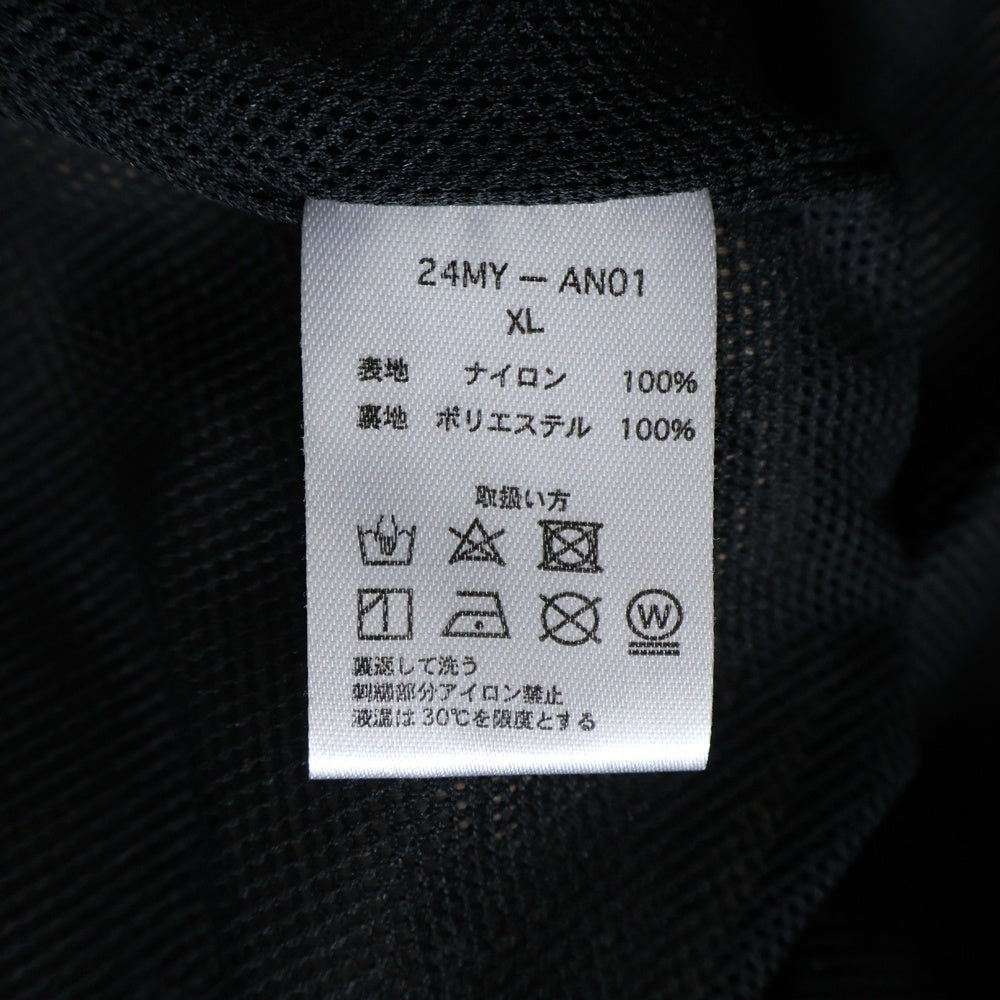 24MY — AN01
XL
表地 ナイロン 100%
裏地 ポリエステル 100%
取扱い方
W
裏返して洗う
刺繍部分アイロン禁止
液温は30℃を限度とする